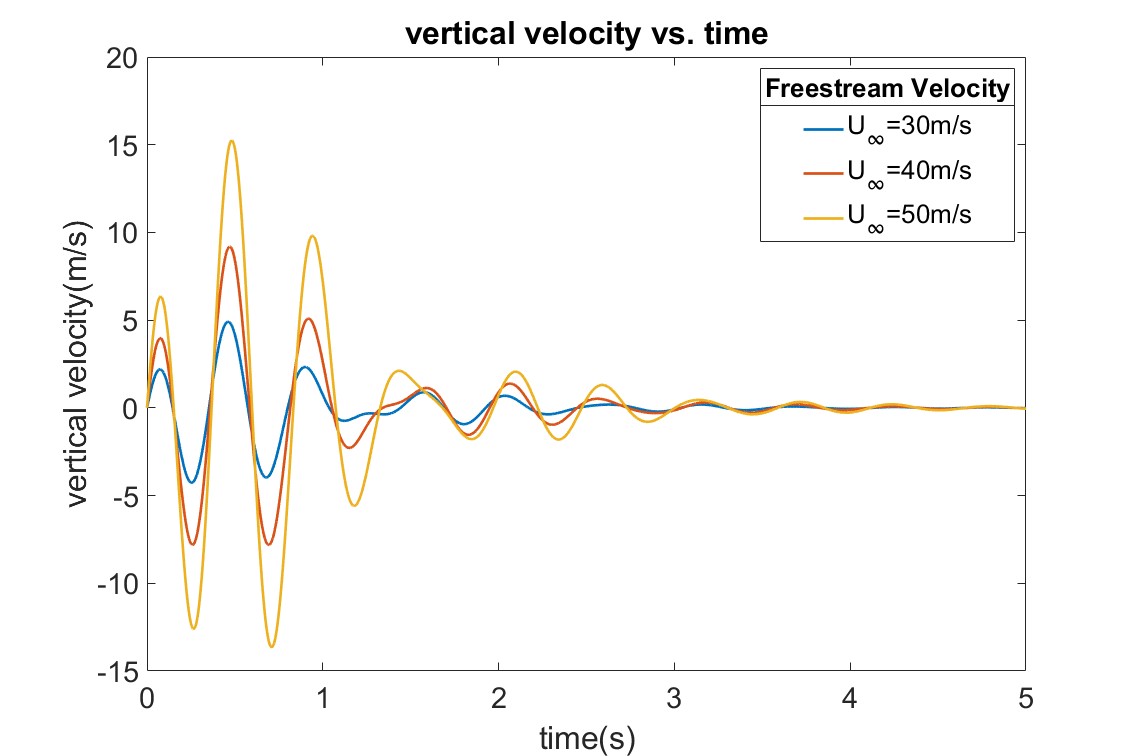 vertical velocity vs. time
20
15
10
5
0
-5
-10
-15
vertical velocity(m/s)
Freestream Velocity
U∞=30m/s
U∞=40m/s
U∞=50m/s
0 1 2 3 4 5
time(s)